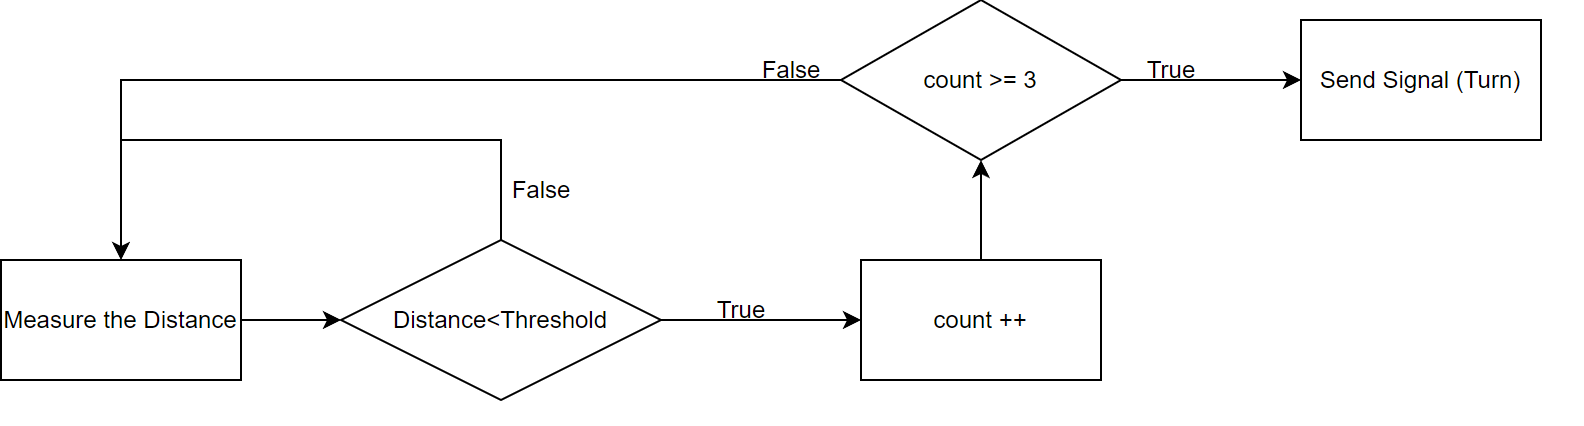 False
count >= 3
True
Send Signal (Turn)
False
Measure the Distance
Distance<Threshold
True
count ++